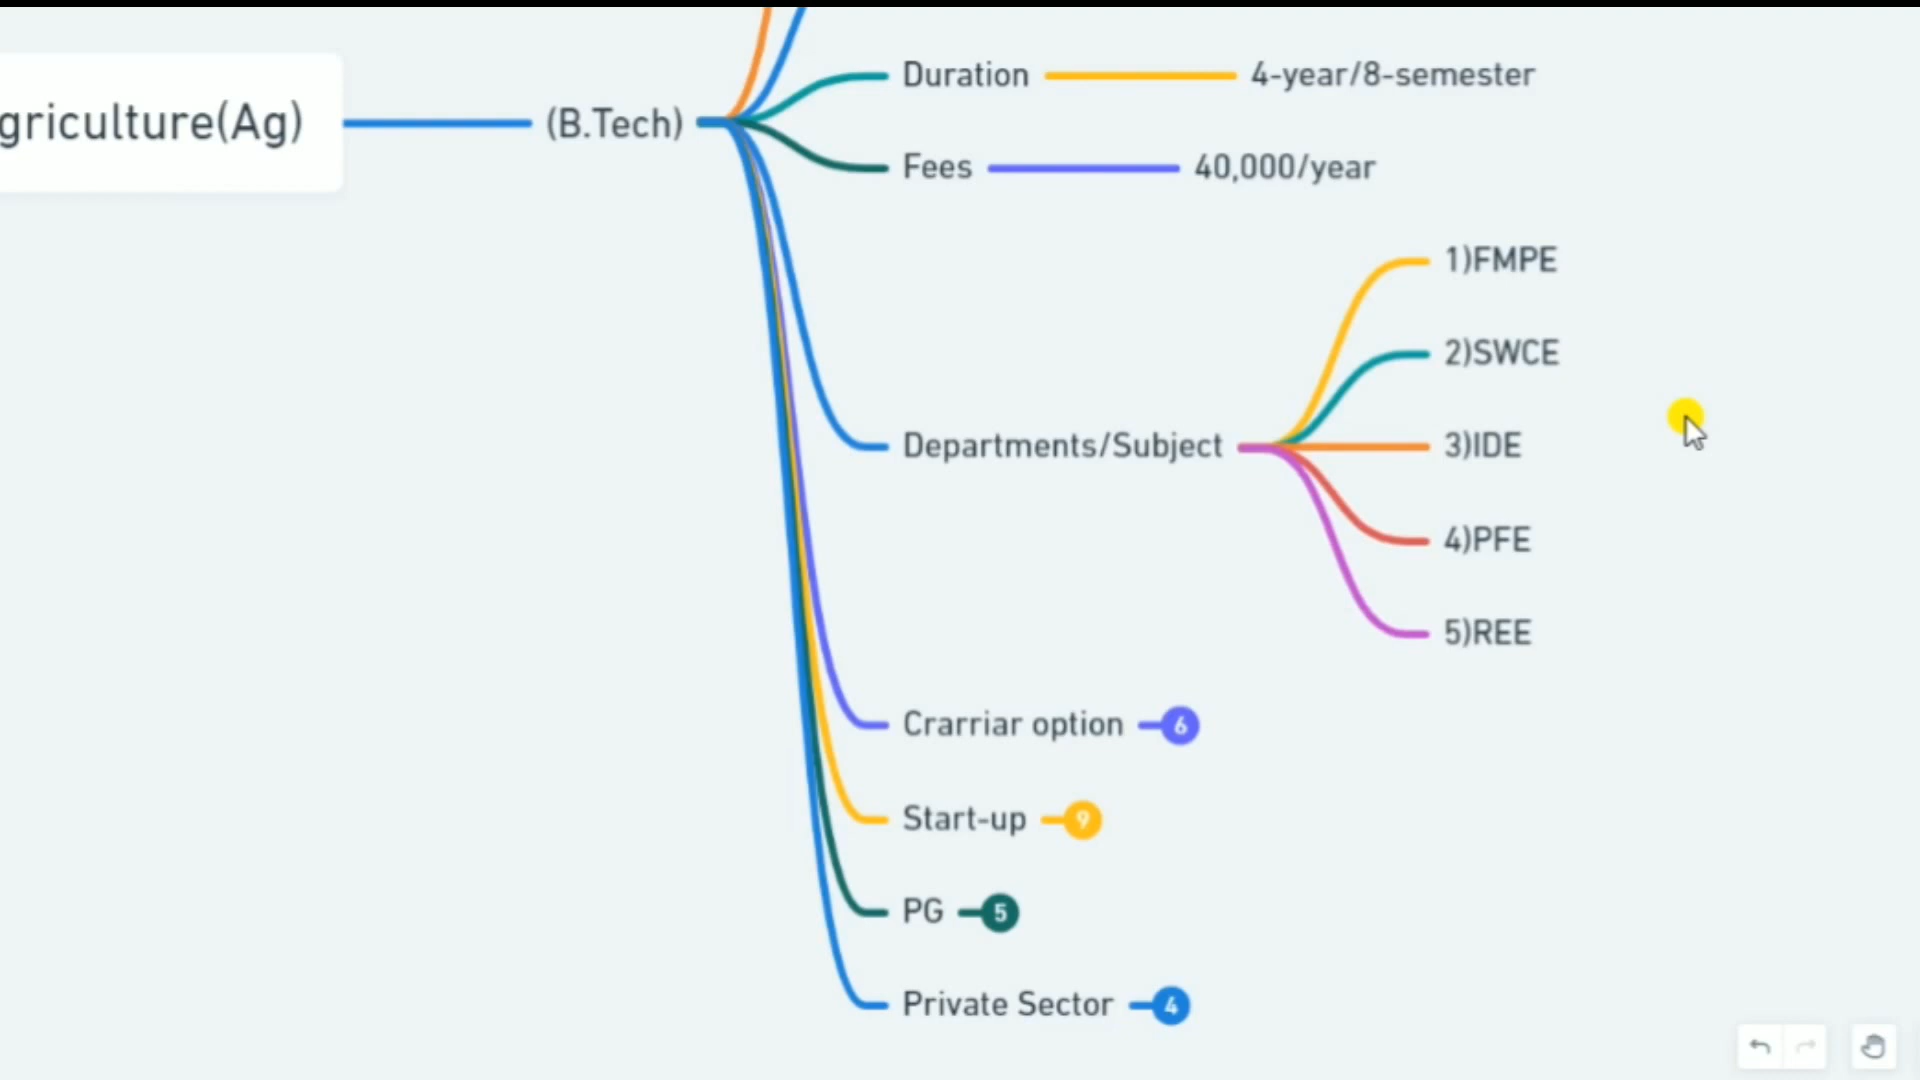 griculture(Ag)
(B.Tech)
Duration
4-year/8-semester
Fees
40,000/year
Departments/Subject
1)FMPE
2)SWCE
3)IDE
4)PFE
5)REE
Crarriar option
6
Start-up
9
PG
5
Private Sector
4